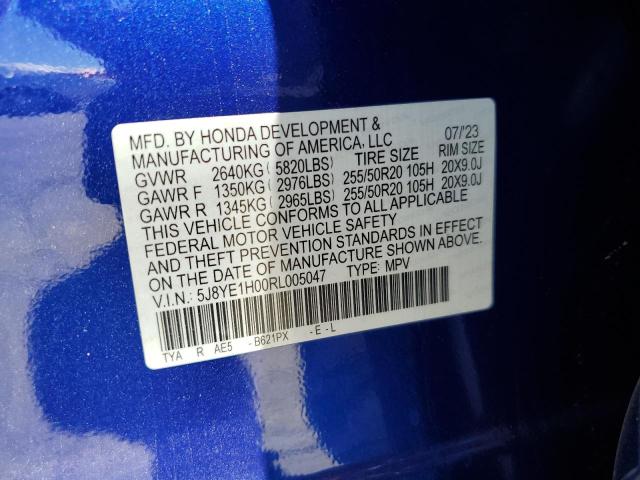 MFD. BY HONDA DEVELOPMENT & 07/'23
MANUFACTURING OF AMERICA, LLC
TIRE SIZE RIM SIZE
GVWR 2640KG( 5820LBS)
GAWR F 1350KG( 2976LBS) 255/50R20 105H 20X9.0J
GAWR R 1345KG( 2965LBS) 255/50R20 105H 20X9.0J
THIS VEHICLE CONFORMS TO ALL APPLICABLE
FEDERAL MOTOR VEHICLE SAFETY
AND THEFT PREVENTION STANDARDS IN EFFECT
ON THE DATE OF MANUFACTURE SHOWN ABOVE.
V.I.N.: 5J8YE1H00RL005047 TYPE: MPV
TYA R AE5 -B621PX -E-L